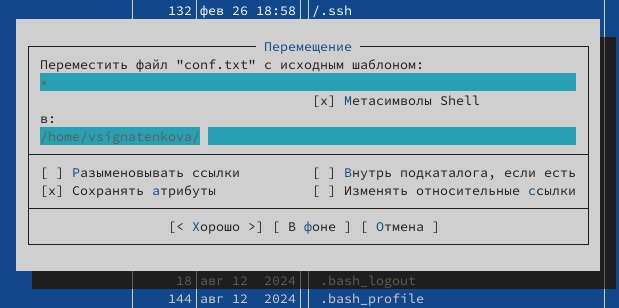 132 фев 26 18:58 /.ssh
Перемещение
Переместить файл "conf.txt" с исходным шаблоном:
*
[x] Метасимволы Shell
в:
/home/vsignatenkova/
[ ] Разыменовывать ссылки [ ] Внутрь подкаталога, если есть
[x] Сохранять атрибуты [ ] Изменять относительные ссылки
[< Хорошо >] [ В фоне ] [ Отмена ]
18 авг 12 2024 .bash_logout
144 авг 12 2024 .bash_profile